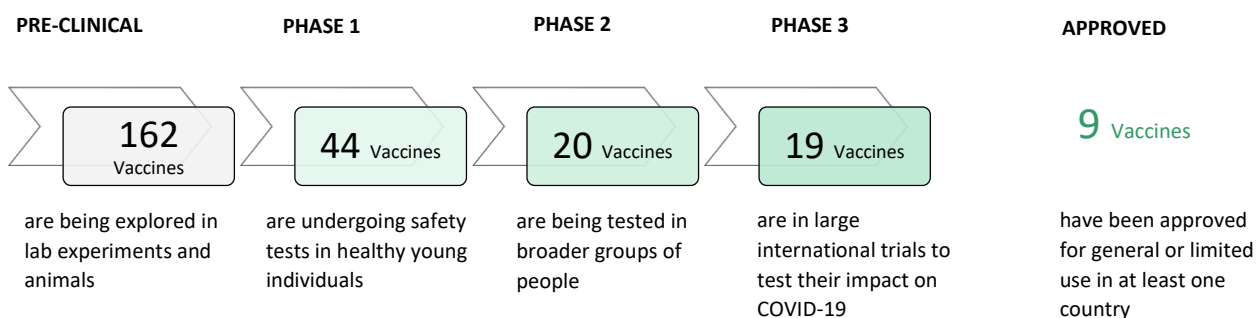 PRE-CLINICAL
PHASE 1
PHASE 2
PHASE 3
APPROVED
162
Vaccines
44 Vaccines
20 Vaccines
19 Vaccines
9 Vaccines
are being explored in
lab experiments and
animals
are undergoing safety
tests in healthy young
individuals
are being tested in
broader groups of
people
are in large
international trials to
test their impact on
COVID-19
have been approved
for general or limited
use in at least one
country